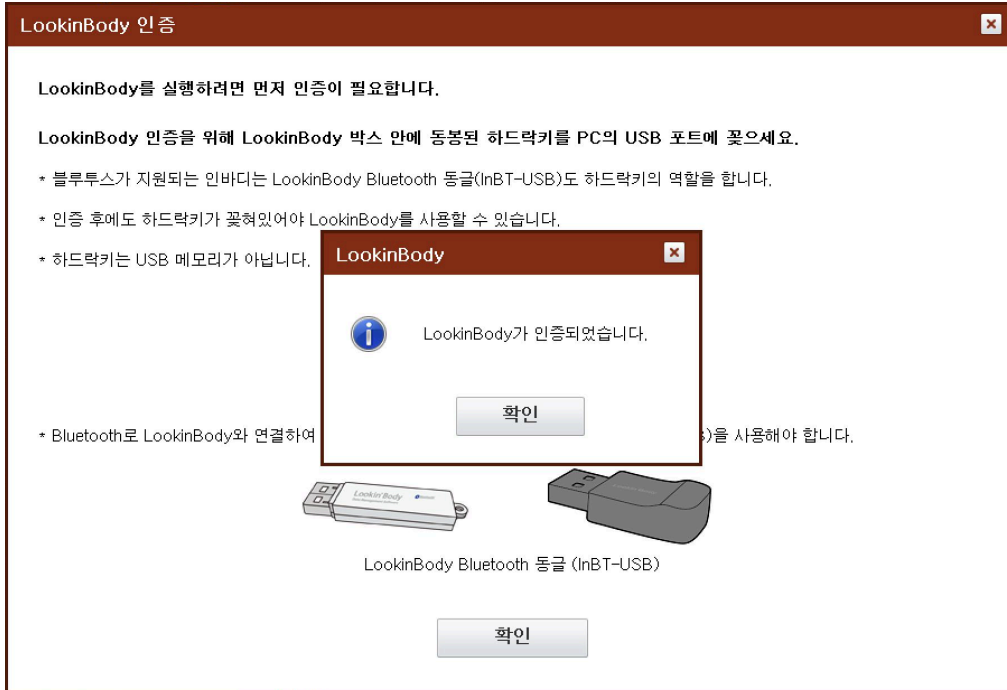 LookinBody 인증
LookinBody를 실행하려면 먼저 인증이 필요합니다.
LookinBody 인증을 위해 LookinBody 박스 안에 동봉된 하드락키를 PC의 USB 포트에 꽂으세요.
* 블루투스가 지원되는 인바디는 LookinBody Bluetooth 동글(InBT-USB)도 하드락키의 역할을 합니다.
* 인증 후에도 하드락키가 꽂혀있어야 LookinBody를 사용할 수 있습니다.
* 하드락키는 USB 메모리가 아닙니다.
LookinBody
LookinBody가 인증되었습니다.
확인
* Bluetooth로 LookinBody와 연결하여 )을 사용해야 합니다.
Lookin'Body
LookinBody Bluetooth 동글 (InBT-USB)
확인